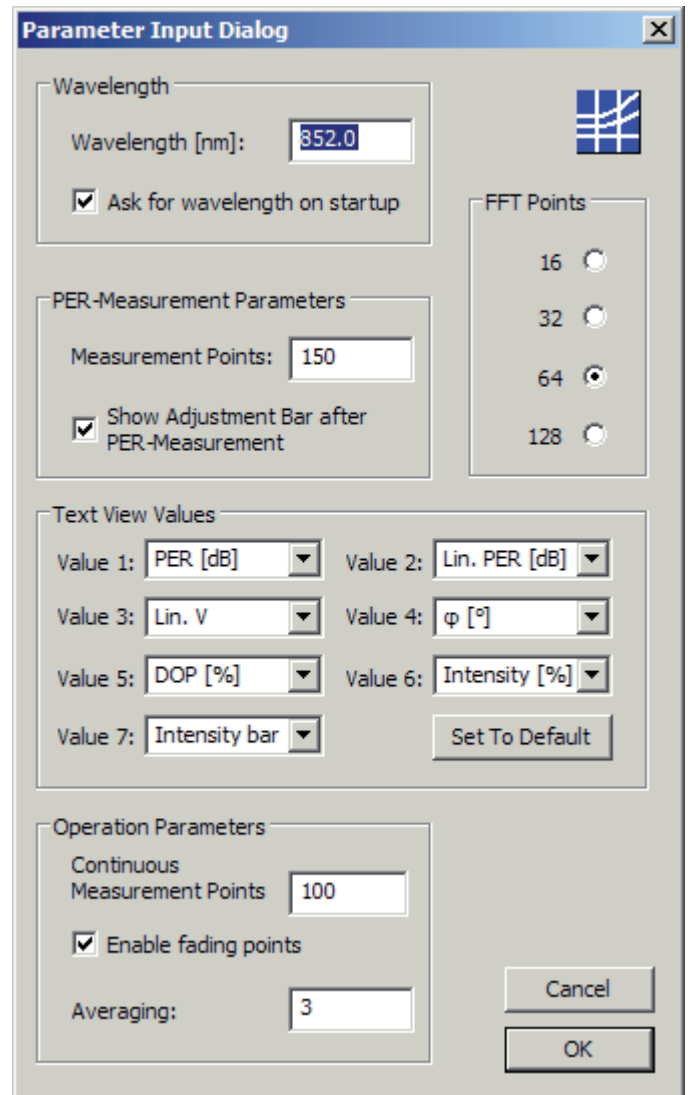 Parameter Input Dialog
Wavelength
Wavelength [nm]: 852.0
Ask for wavelength on startup
FFT Points
16
32
64
128
PER-Measurement Parameters
Measurement Points: 150
Show Adjustment Bar after
PER-Measurement
Text View Values
Value 1: PER [dB] Value 2: Lin. PER [dB]
Value 3: Lin. V Value 4: φ [°]
Value 5: DOP [%] Value 6: Intensity [%]
Value 7: Intensity bar Set To Default
Operation Parameters
Continuous
Measurement Points 100
Enable fading points
Averaging: 3
Cancel
OK